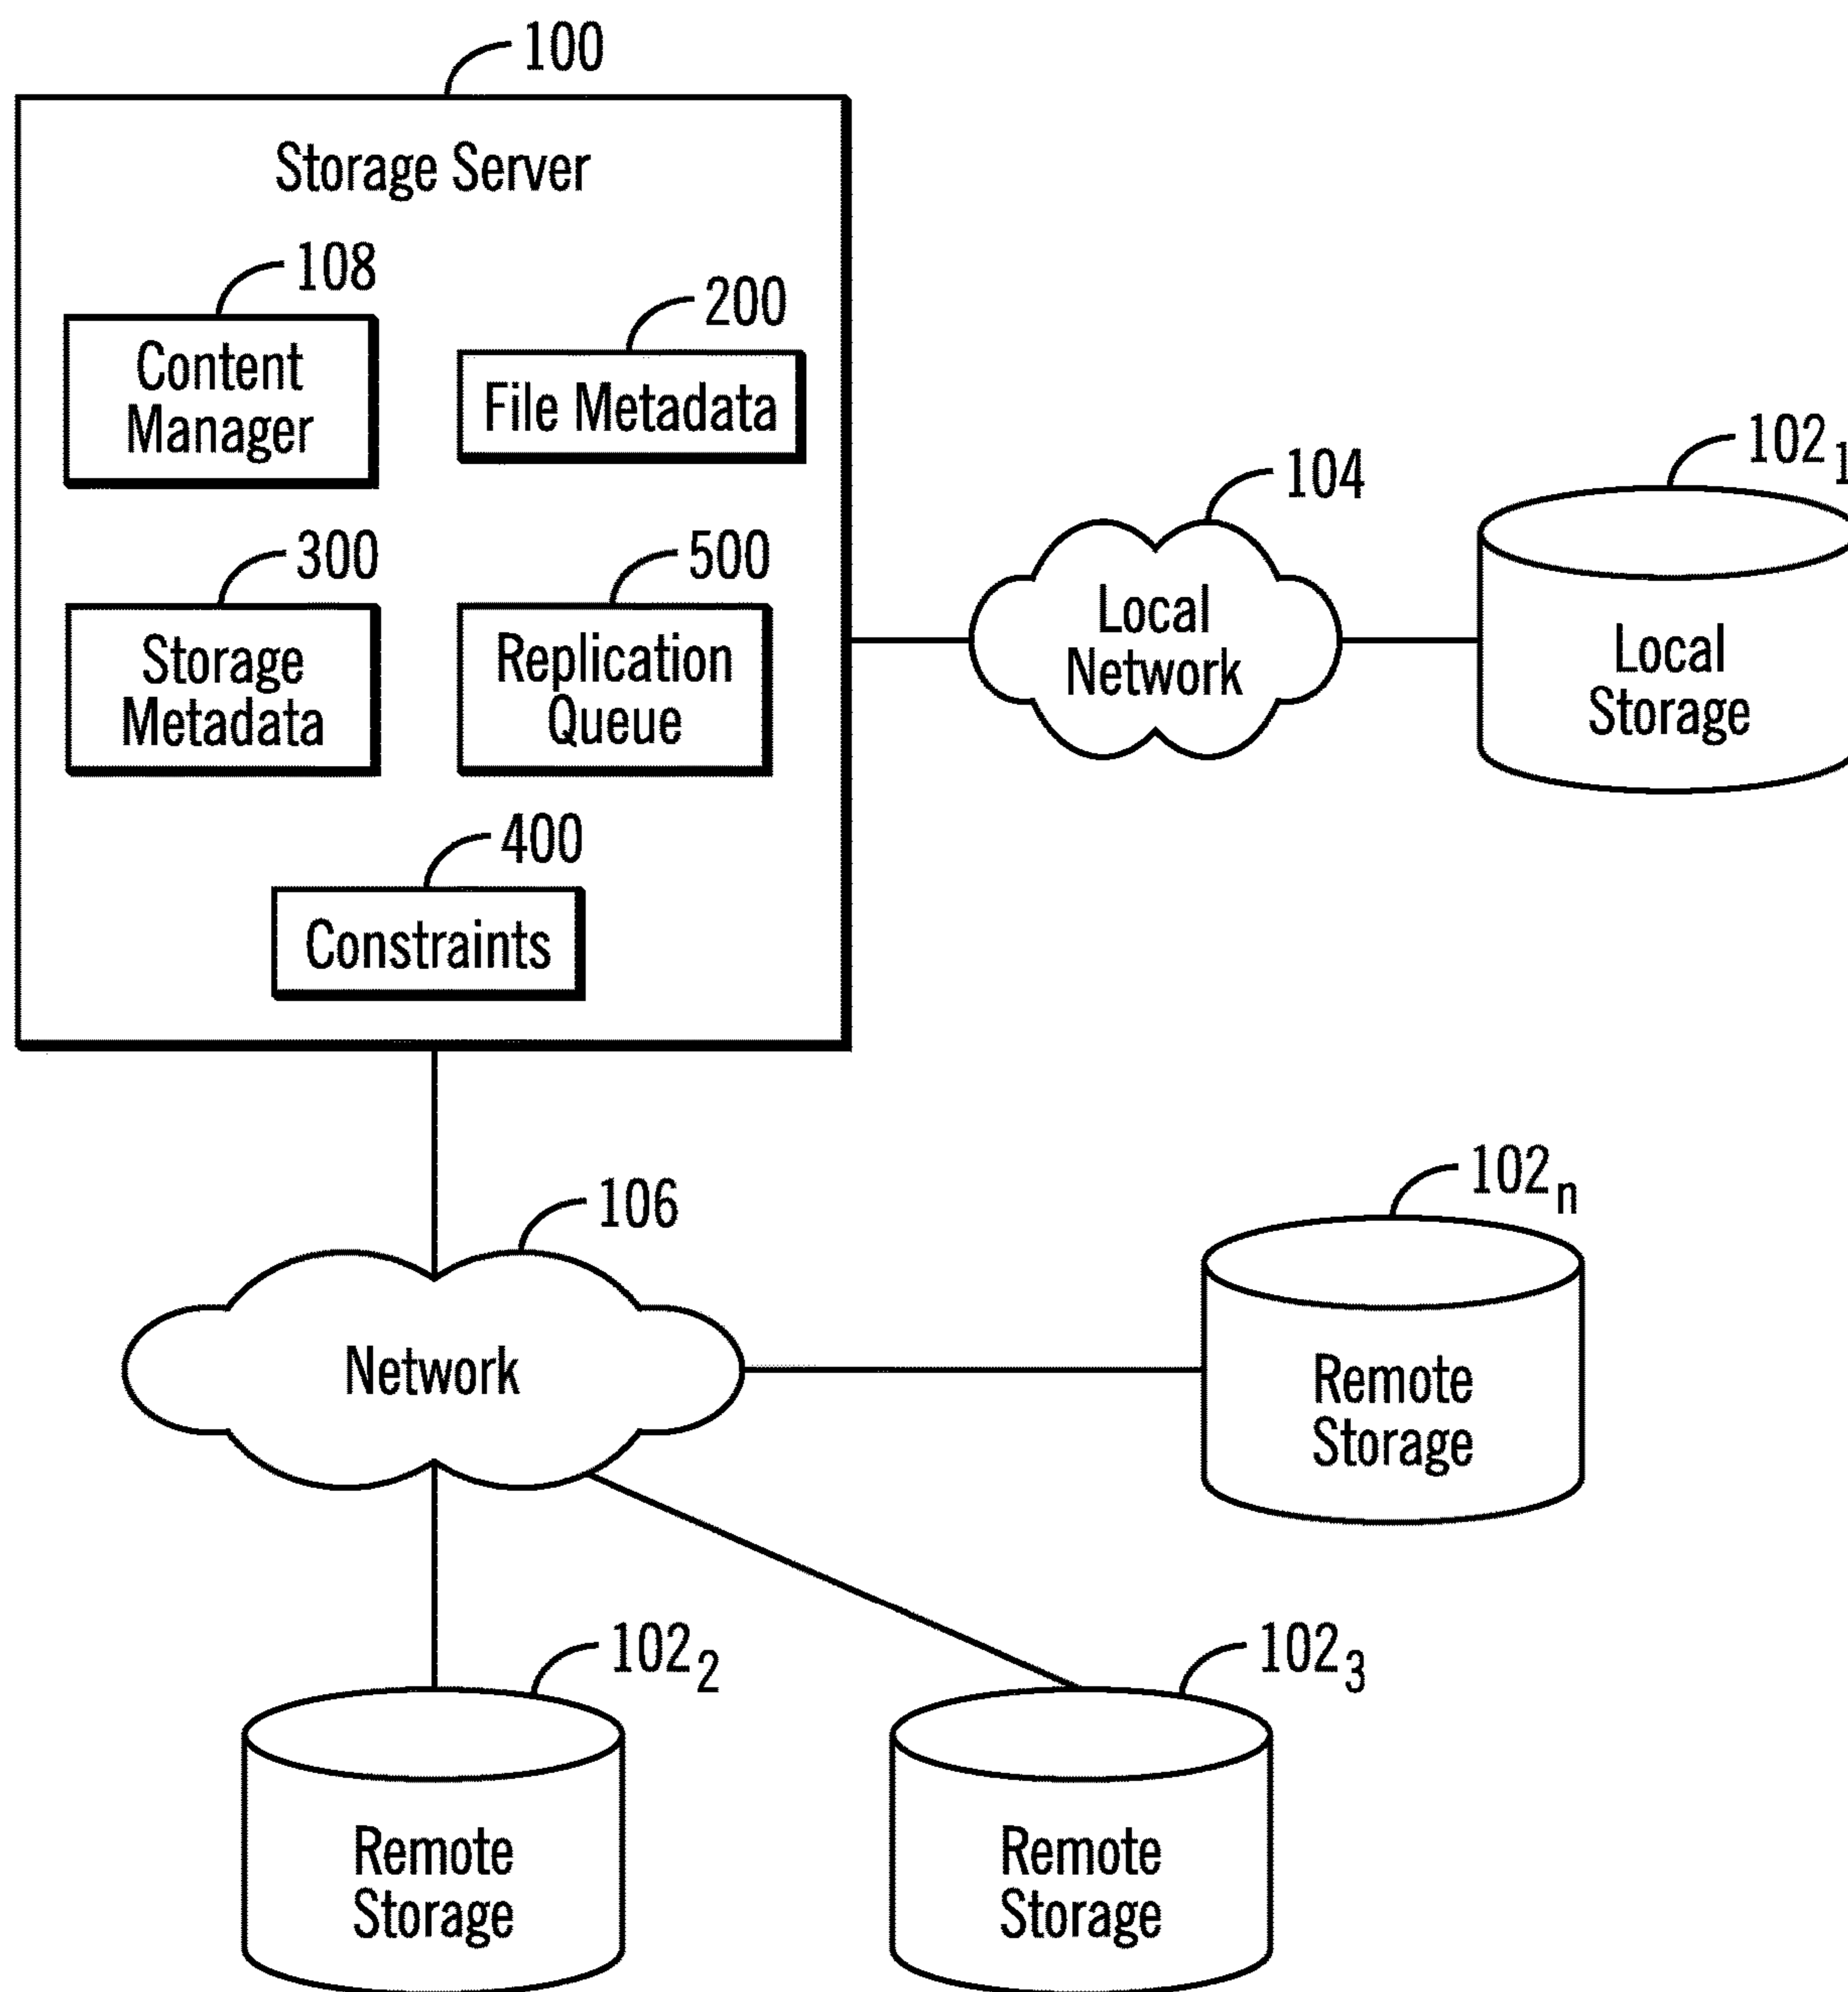 100
Storage Server
108
Content
Manager
200
File Metadata
300
Storage
Metadata
500
Replication
Queue
400
Constraints
104
Local
Network
102₁
Local
Storage
106
Network
102ₙ
Remote
Storage
102₂
Remote
Storage
102₃
Remote
Storage